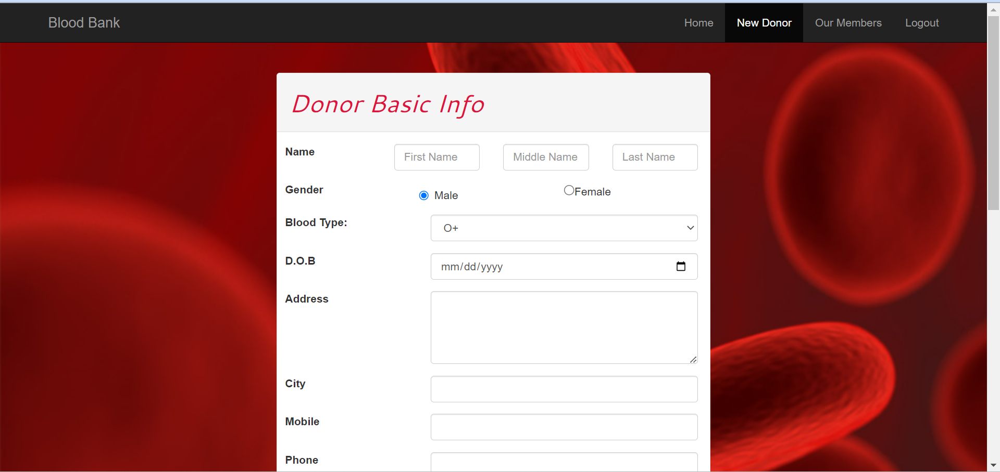 Blood Bank Home New Donor Our Members Logout
Donor Basic Info
Name First Name Middle Name Last Name
Gender Male Female
Blood Type: O+
D.O.B mm/dd/yyyy
Address
City
Mobile
Phone